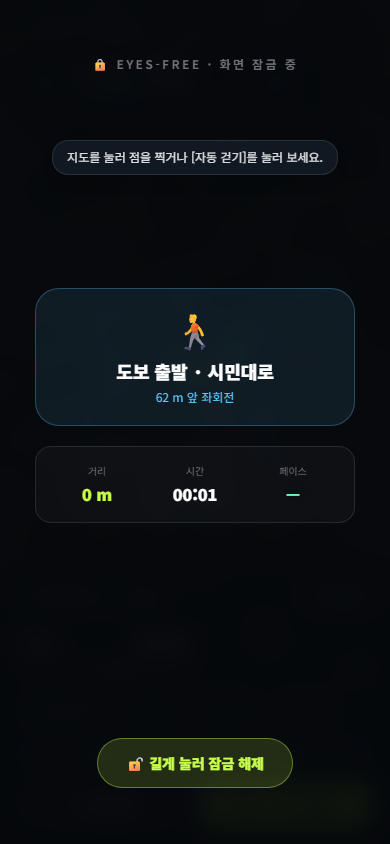 EYES-FREE · 화면 잠금 중
지도를 눌러 점을 찍거나 [자동 걷기]를 눌러 보세요.
도보 출발 · 시민대로
62 m 앞 좌회전
거리 시간 페이스
0 m 00:01 —
길게 눌러 잠금 해제